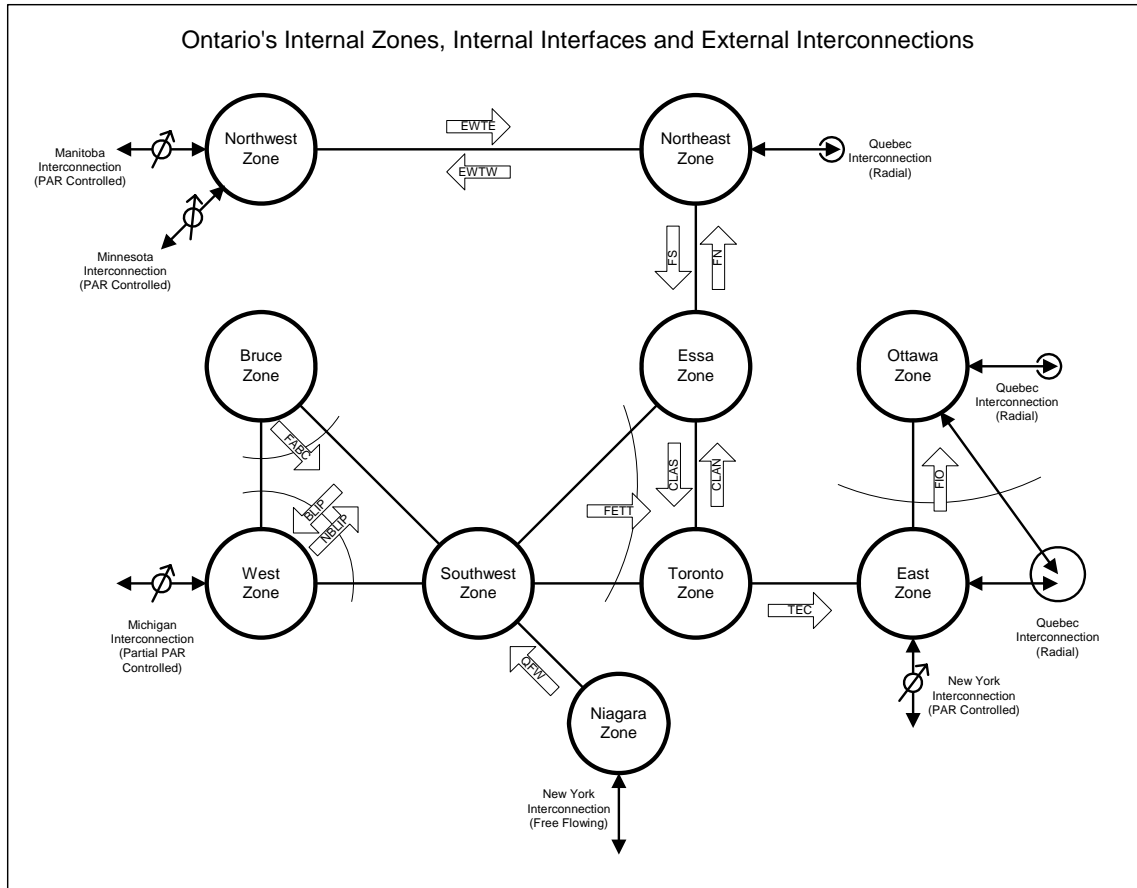 Ontario's Internal Zones, Internal Interfaces and External Interconnections
Northwest
Zone
EWTE
EWTW
Northeast
Zone
Manitoba
Interconnection
(PAR Controlled)
Quebec
Interconnection
(Radial)
Minnesota
Interconnection
(PAR Controlled)
FS
FN
Bruce
Zone
Essa
Zone
Ottawa
Zone
Quebec
Interconnection
(Radial)
FABC
CLAS
CLAN
FIO
BLIP
NBLIP
FETT
West
Zone
Southwest
Zone
Toronto
Zone
East
Zone
TEC
Michigan
Interconnection
(Partial PAR
Controlled)
Quebec
Interconnection
(Radial)
QFW
Niagara
Zone
New York
Interconnection
(PAR Controlled)
New York
Interconnection
(Free Flowing)